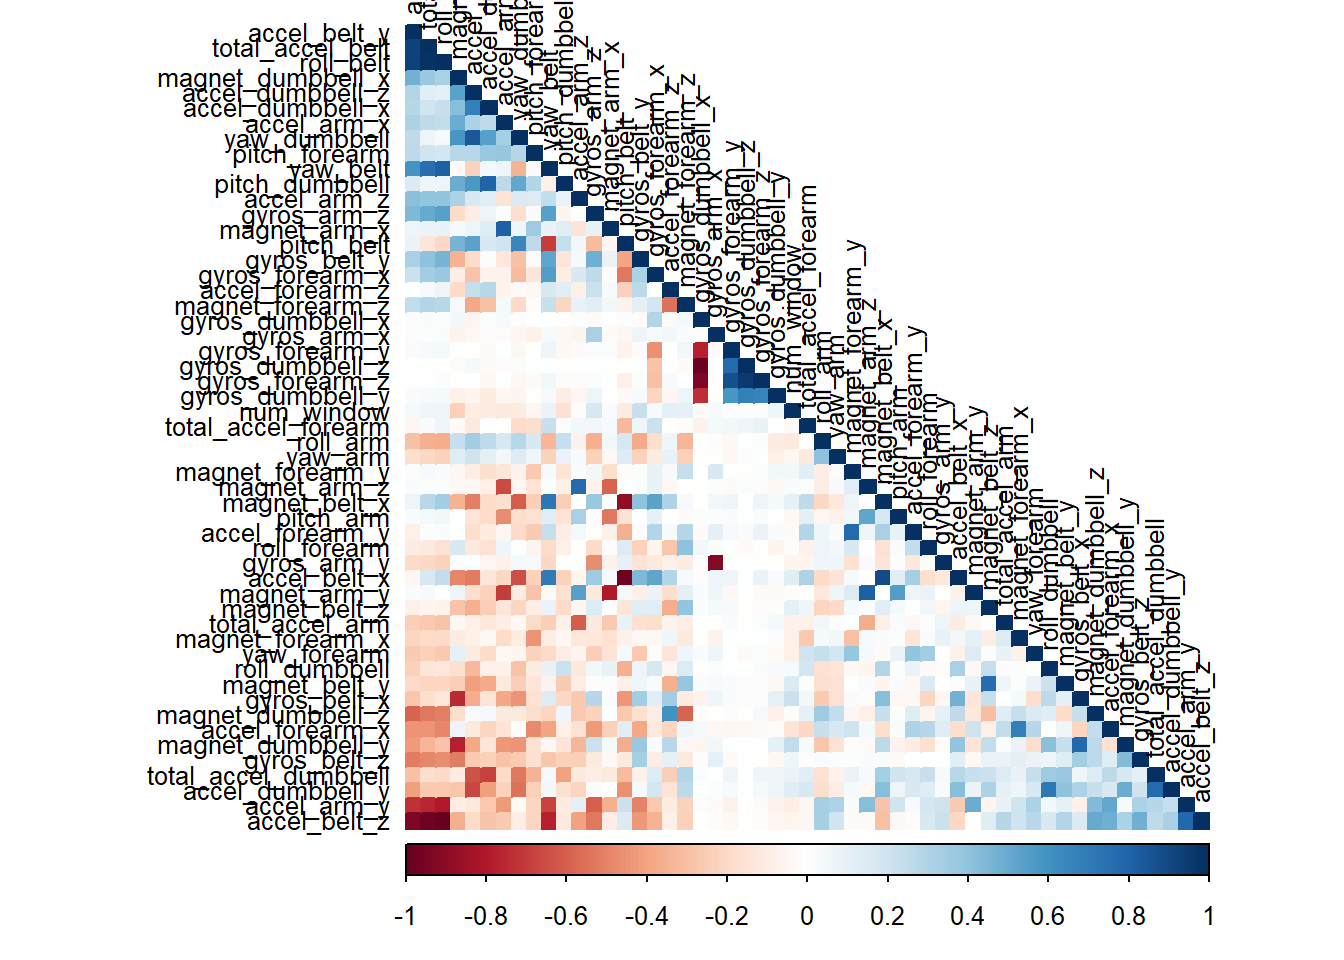 accel_belt_y
total_accel_belt
roll_belt
magnet_dumbbell_x
accel_dumbbell_z
accel_dumbbell_x
accel_arm_x
yaw_dumbbell
pitch_forearm
yaw_belt
pitch_dumbbell
accel_arm_z
gyros_arm_z
magnet_arm_x
pitch_belt
gyros_belt_y
gyros_forearm_x
accel_forearm_z
magnet_forearm_z
gyros_dumbbell_x
gyros_arm_x
gyros_forearm_y
gyros_dumbbell_z
gyros_forearm_z
gyros_dumbbell_y
num_window
total_accel_forearm
roll_arm
yaw_arm
magnet_forearm_y
magnet_arm_z
magnet_belt_x
pitch_arm
accel_forearm_y
roll_forearm
gyros_arm_y
accel_belt_x
magnet_arm_y
magnet_belt_z
total_accel_arm
magnet_forearm_x
yaw_forearm
roll_dumbbell
magnet_belt_y
gyros_belt_x
magnet_dumbbell_z
accel_forearm_x
magnet_dumbbell_y
gyros_belt_z
total_accel_dumbbell
accel_dumbbell_y
accel_arm_y
accel_belt_z
yaw_belt
pitch_dumbbell
accel_arm_z
gyros_arm_z
magnet_arm_x
pitch_belt
gyros_belt_y
gyros_forearm_x
accel_forearm_z
magnet_forearm_z
gyros_dumbbell_x
gyros_arm_x
gyros_forearm_y
gyros_dumbbell_z
gyros_forearm_z
gyros_dumbbell_y
num_window
total_accel_forearm
roll_arm
yaw_arm
magnet_forearm_y
magnet_arm_z
magnet_belt_x
pitch_arm
accel_forearm_y
roll_forearm
gyros_arm_y
accel_belt_x
magnet_arm_y
magnet_belt_z
total_accel_arm
magnet_forearm_x
yaw_forearm
roll_dumbbell
magnet_belt_y
gyros_belt_x
magnet_dumbbell_z
accel_forearm_x
magnet_dumbbell_y
gyros_belt_z
total_accel_dumbbell
accel_dumbbell_y
accel_arm_y
accel_belt_z
-1 -0.8 -0.6 -0.4 -0.2 0 0.2 0.4 0.6 0.8 1